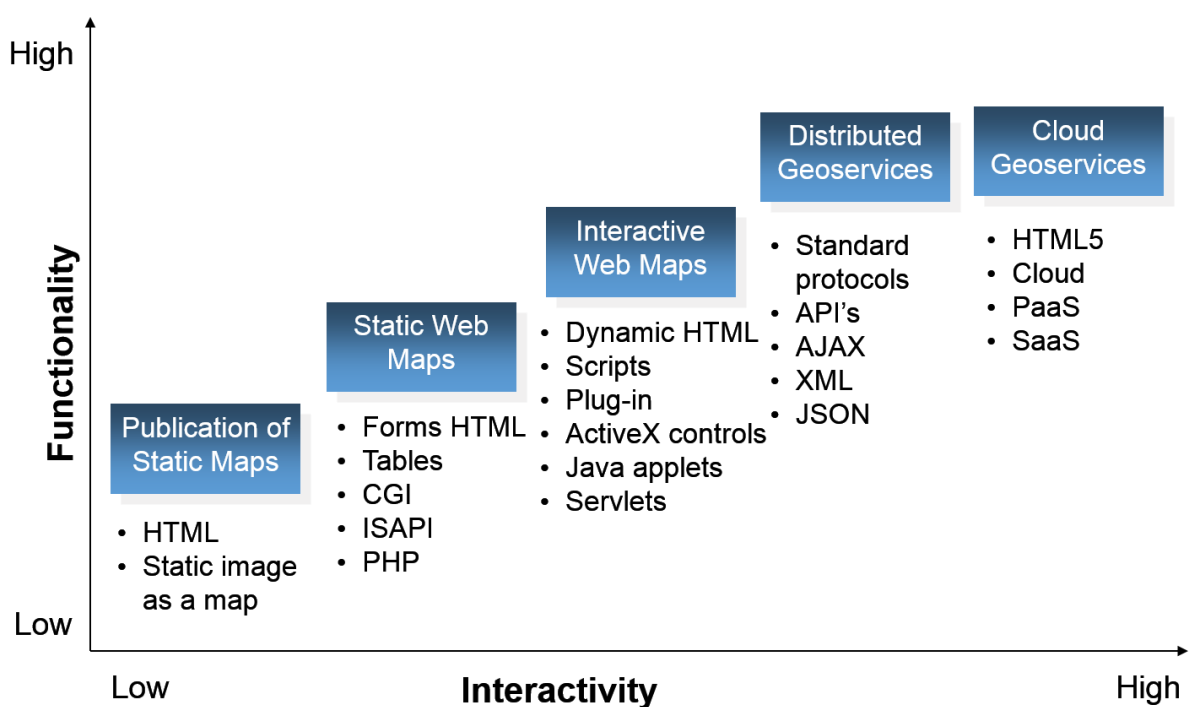 High
Functionality
Low
Low
Interactivity
High
Publication of
Static Maps
• HTML
• Static image
as a map
Static Web
Maps
• Forms HTML
• Tables
• CGI
• ISAPI
• PHP
Interactive
Web Maps
• Dynamic HTML
• Scripts
• Plug-in
• ActiveX controls
• Java applets
• Servlets
Distributed
Geoservices
• Standard
protocols
• API's
• AJAX
• XML
• JSON
Cloud
Geoservices
• HTML5
• Cloud
• PaaS
• SaaS